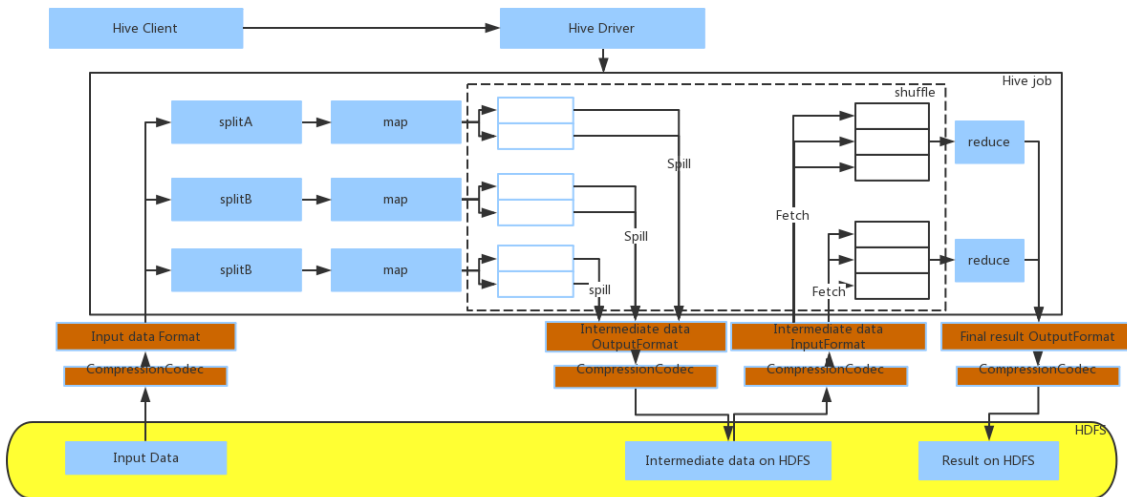 Hive Client
Hive Driver
Hive job
shuffle
splitA
map
reduce
Spill
splitB
map
Fetch
Spill
splitB
map
reduce
spill
Fetch
Input data Format
Intermediate data
OutputFormat
Intermediate data
InputFormat
Final result OutputFormat
CompressionCodec
CompressionCodec
CompressionCodec
CompressionCodec
HDFS
Input Data
Intermediate data on HDFS
Result on HDFS